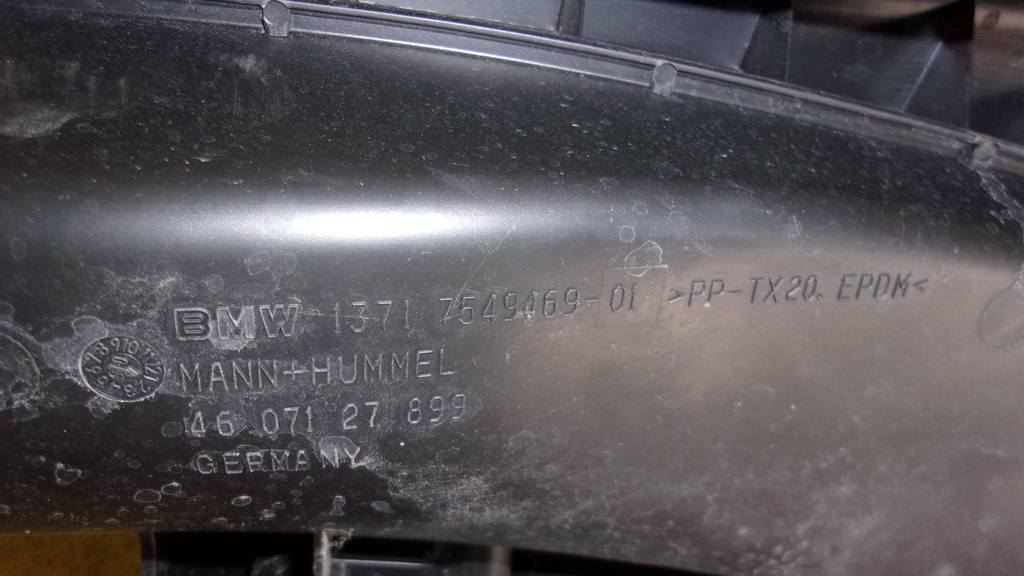 BMW 1371 7549469-01 >PP-TX20. EPDM<
MANN+HUMMEL
46 071 27 899
GERMANY